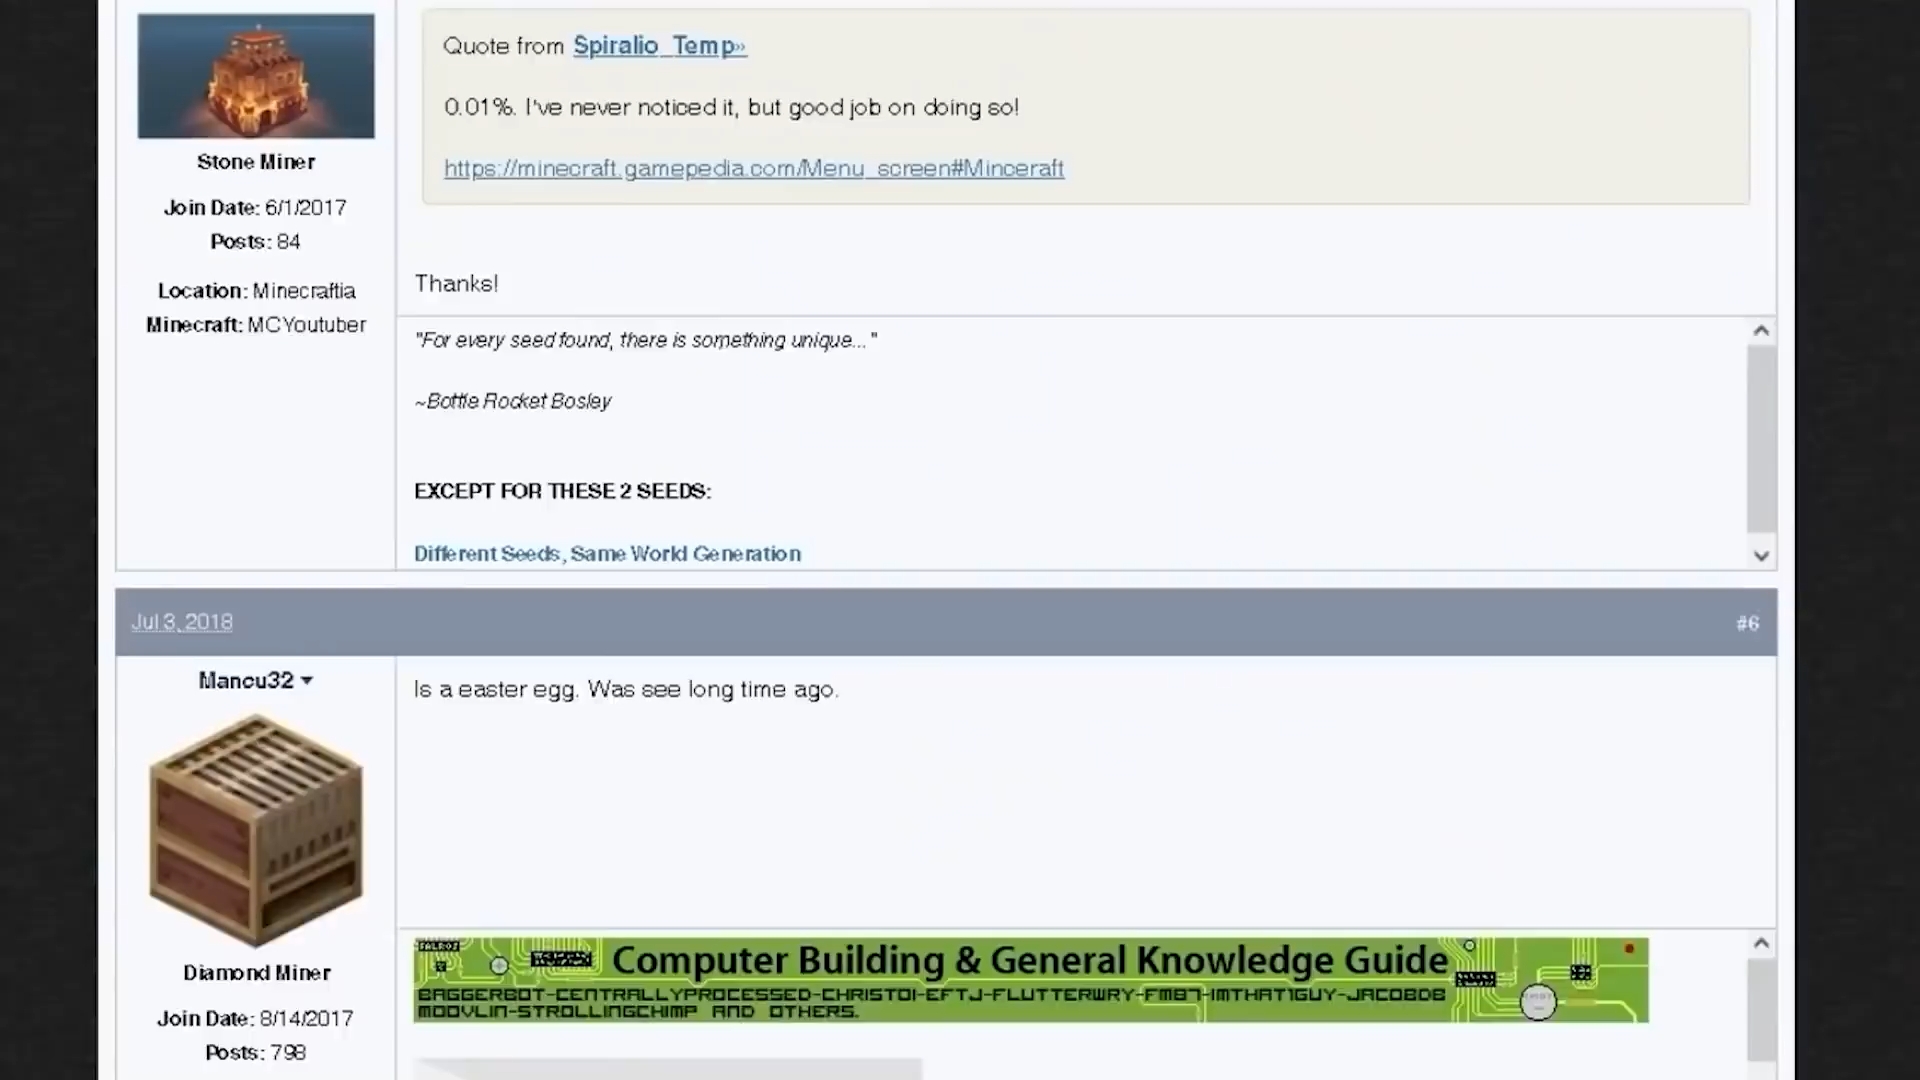 Quote from Spiralio_Temp»
0.01%. I've never noticed it, but good job on doing so!
https://minecraft.gamepedia.com/Menu_screen#Minceraft
Stone Miner
Join Date: 6/1/2017
Posts: 84
Location: Minecraftia
Minecraft: MCYoutuber
Thanks!
"For every seed found, there is something unique..."
~Bottle Rocket Bosley
EXCEPT FOR THESE 2 SEEDS:
Different Seeds, Same World Generation
Jul 3, 2018
#6
Mancu32
Is a easter egg. Was see long time ago.
Diamond Miner
Join Date: 8/14/2017
Posts: 798
Computer Building & General Knowledge Guide
BAGGERBOT-CENTRALLYPROCESSED-CHRISTOI-EFTJ-FLUTTERWRY-FM87-IMTHAT1GUY-JACOBDB
MOOVLIN-STROLLINGCHIMP AND OTHERS.